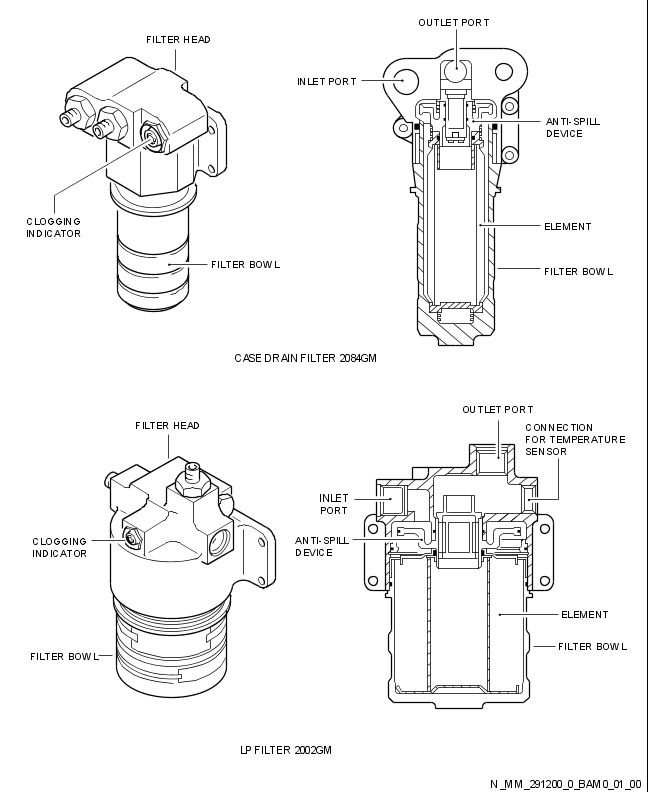 OUTLET PORT
FILTER HEAD
INLET PORT
ANTI-SPILL
DEVICE
CLOGGING
INDICATOR
ELEMENT
FILTER BOWL
FILTER BOWL
CASE DRAIN FILTER 2084GM
OUTLET PORT
FILTER HEAD
CONNECTION
FOR TEMPERATURE
SENSOR
INLET
PORT
CLOGGING
INDICATOR
ANTI-SPILL
DEVICE
ELEMENT
FILTER BOWL
FILTER BOWL
LP FILTER 2002GM
N_MM_291200_0_BAM0_01_00